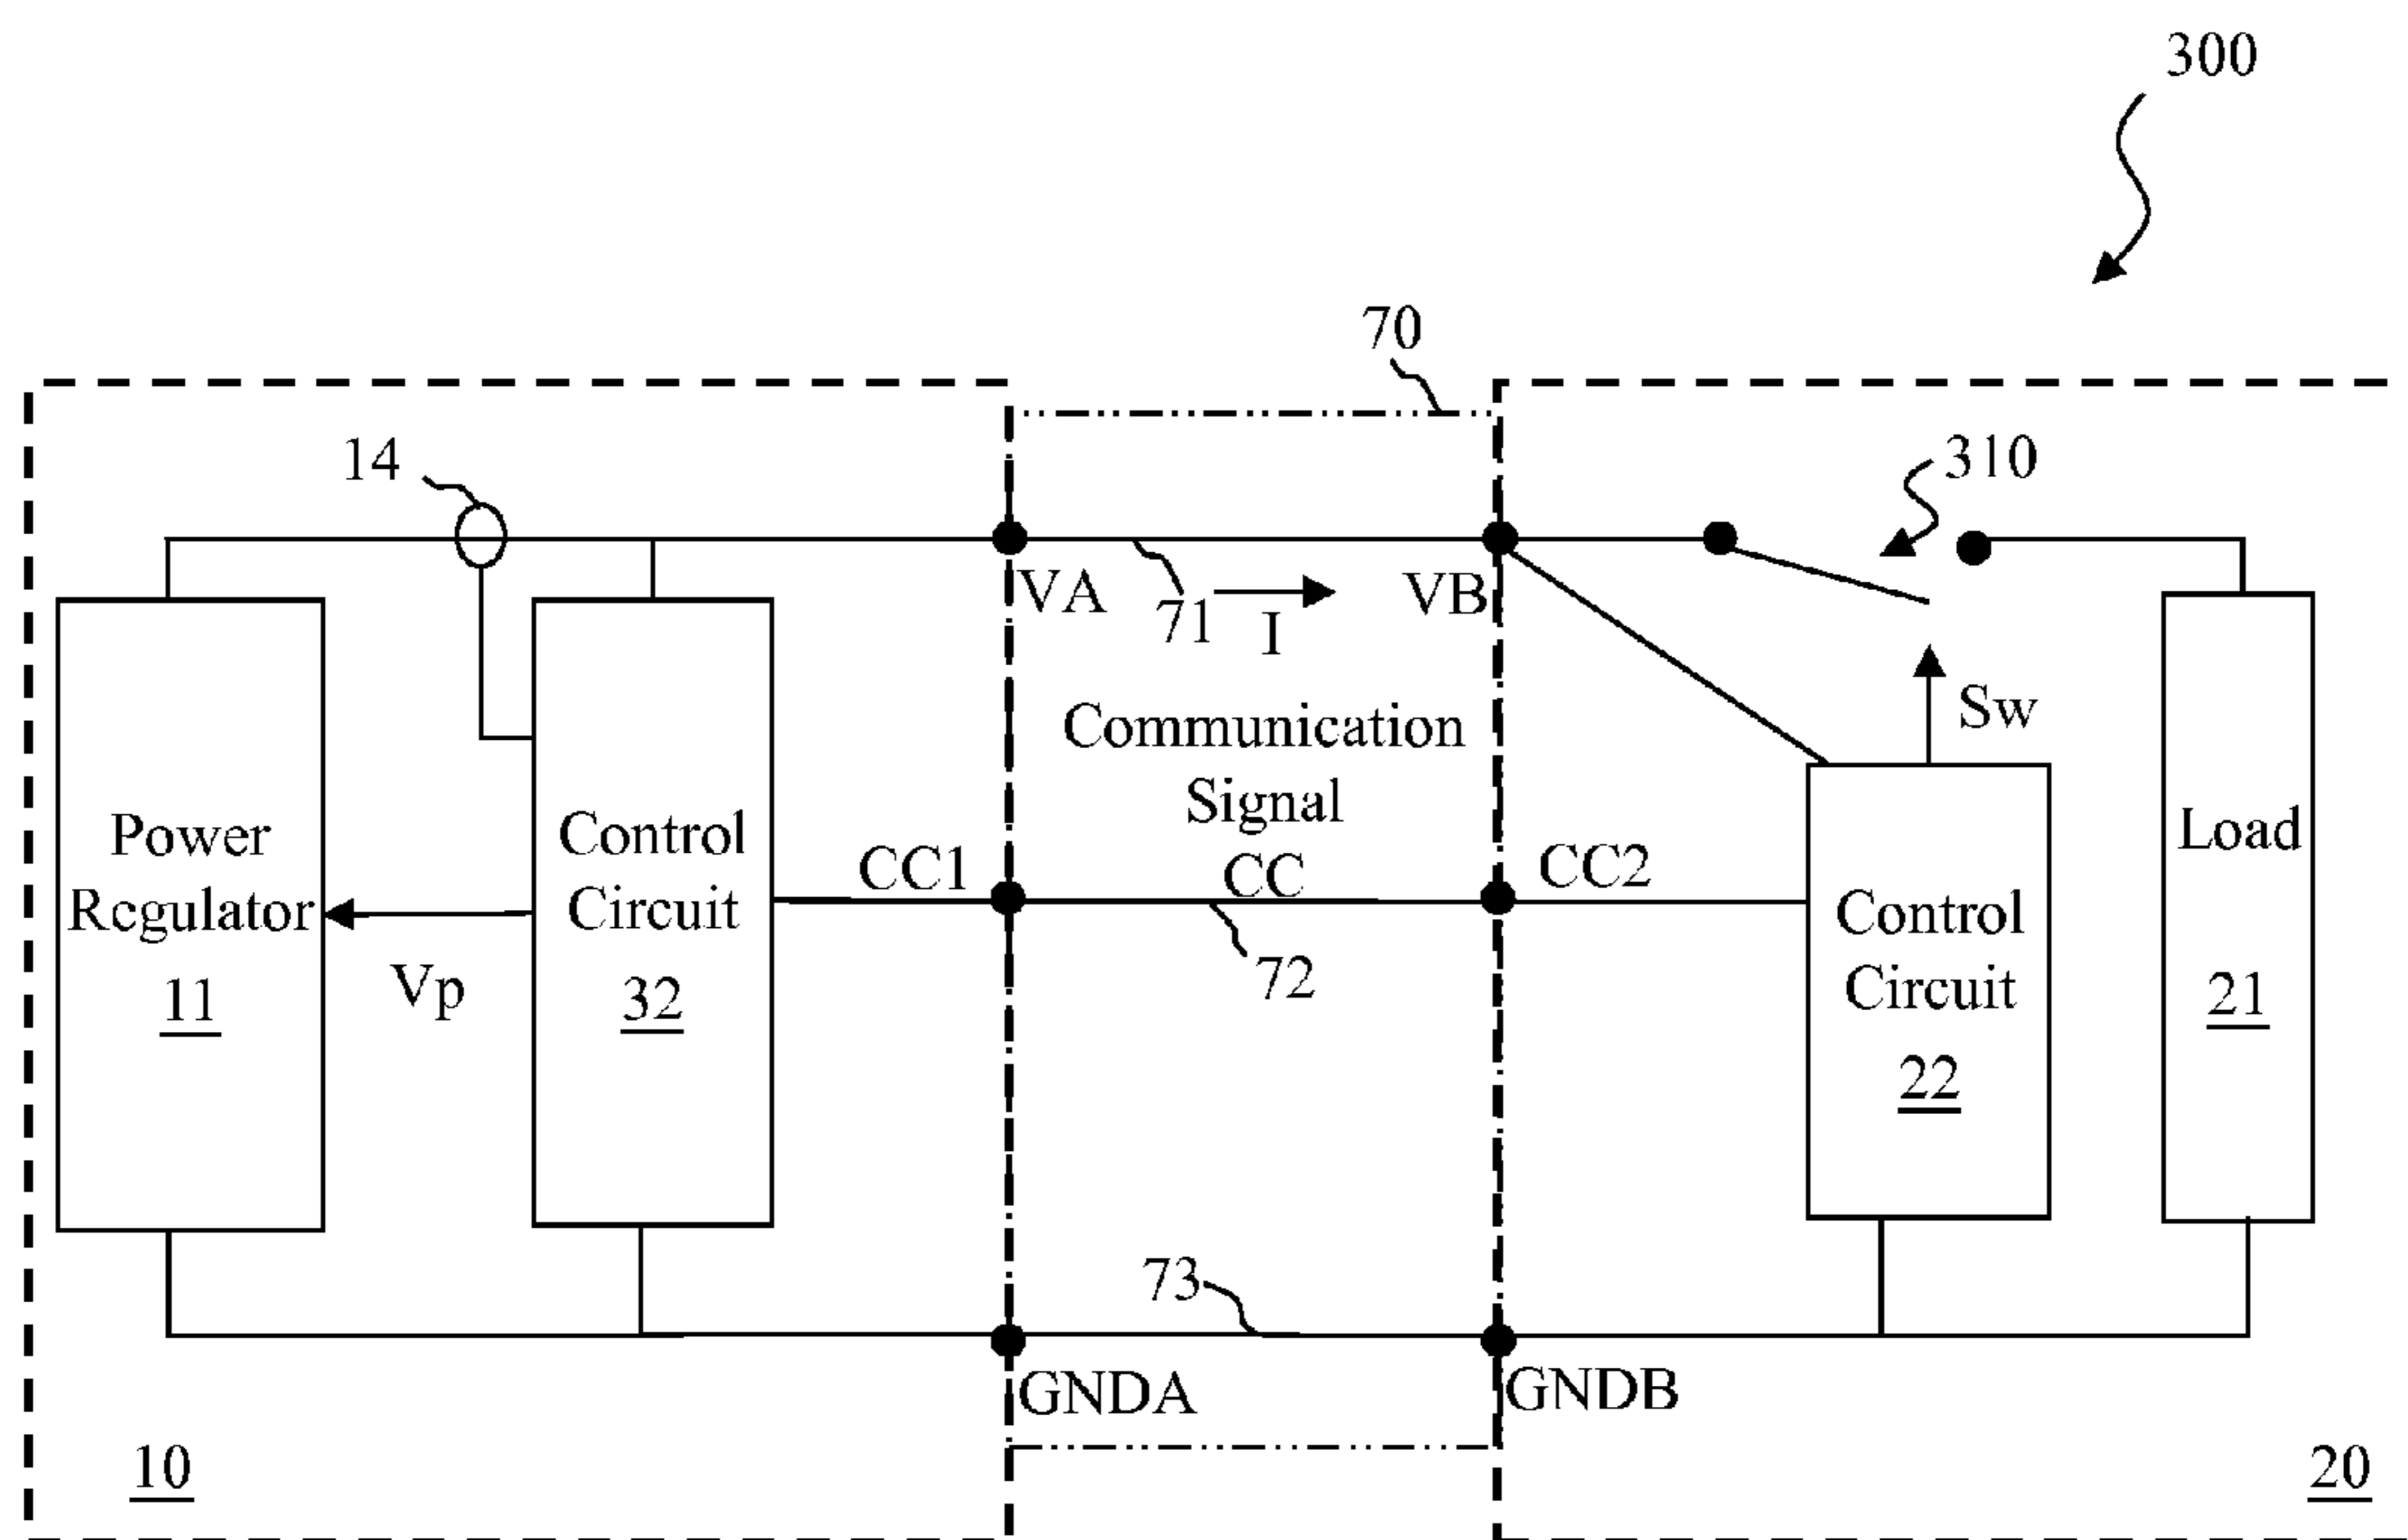 300
70
14
310
VA
71
I
VB
Communication
Signal
CC
Sw
Power
Rcgulator
11
Vp
Control
Circuit
32
CC1
CC2
72
Control
Circuit
22
Load
21
73
GNDA
GNDB
10
20